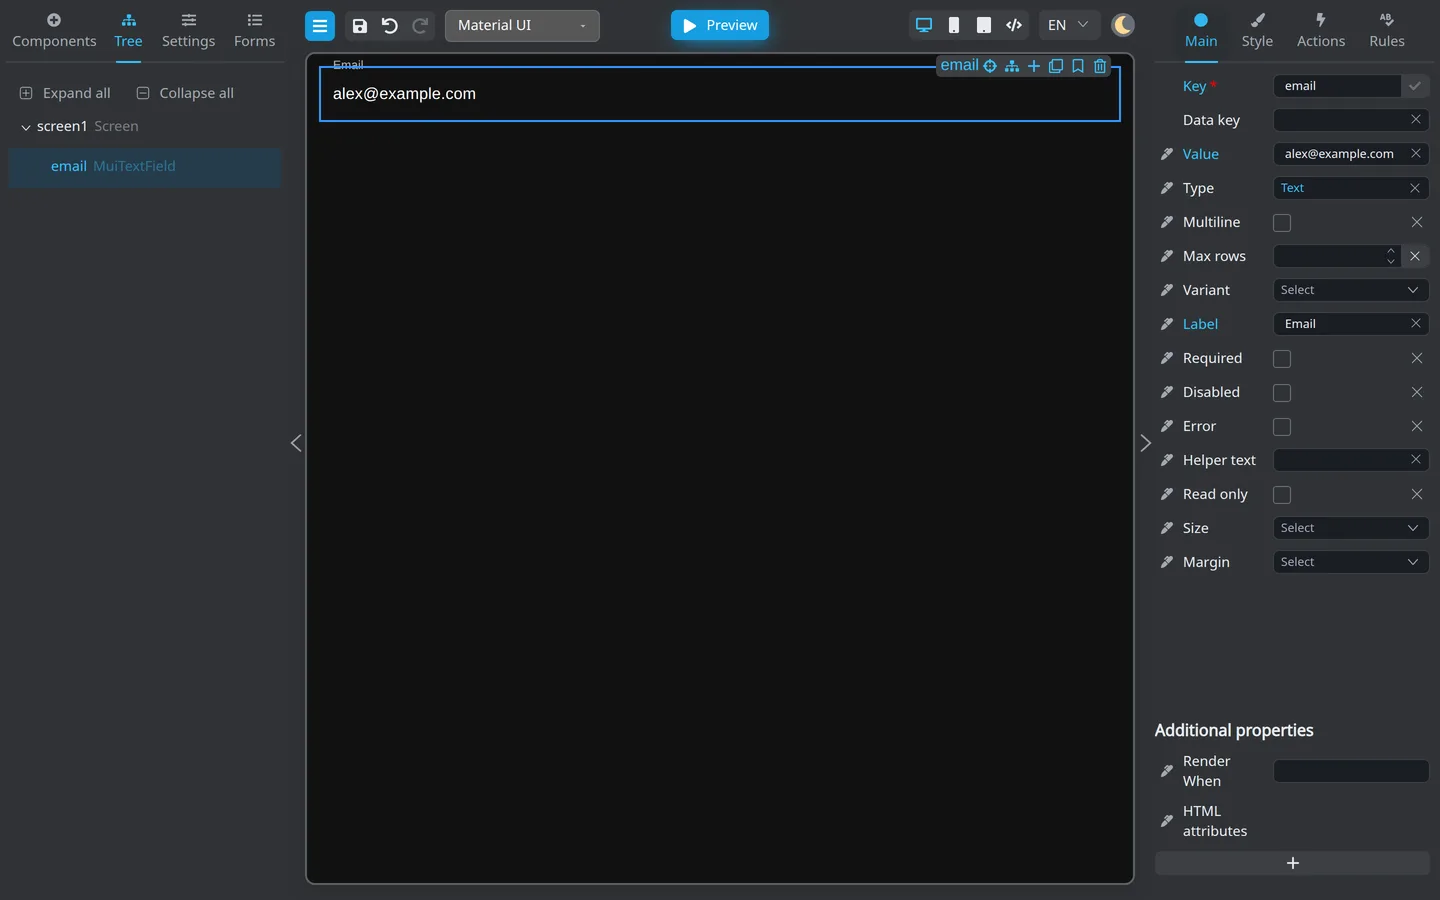 Components
Tree
Settings
Forms
Material UI
Preview
EN
Main
Style
Actions
Rules
Expand all
Collapse all
screen1 Screen
email MuiTextField
Email
email
alex@example.com
Key * email
Data key
Value alex@example.com
Type Text
Multiline
Max rows
Variant Select
Label Email
Required
Disabled
Error
Helper text
Read only
Size Select
Margin Select
Additional properties
Render
When
HTML
attributes